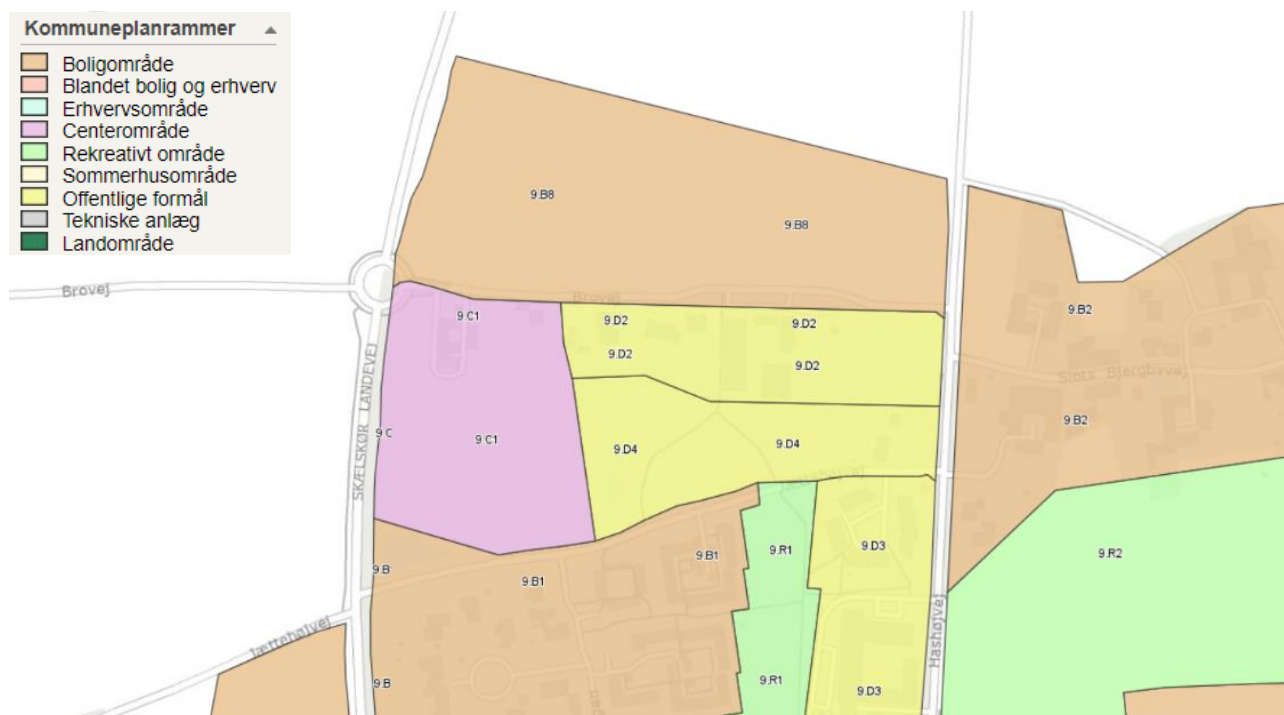 Kommuneplanrammer
Boligområde
Blandet bolig og erhverv
Erhvervsområde
Centerområde
Rekreativt område
Sommerhusområde
Offentlige formål
Tekniske anlæg
Landområde
9.B8
9.B8
Brovej
Brovej
9.C1
9.D2
9.D2
9.B2
9.D2
9.D2
Slots Bjergbyvej
SKÆLSKØR LANDEVEJ
9.C
9.C1
9.D4
9.D4
9.B2
9.B
9.B1
9.B1
9.R1
9.D3
9.R2
Jættehøjvej
Hashøjvej
9.B
9.R1
9.D3